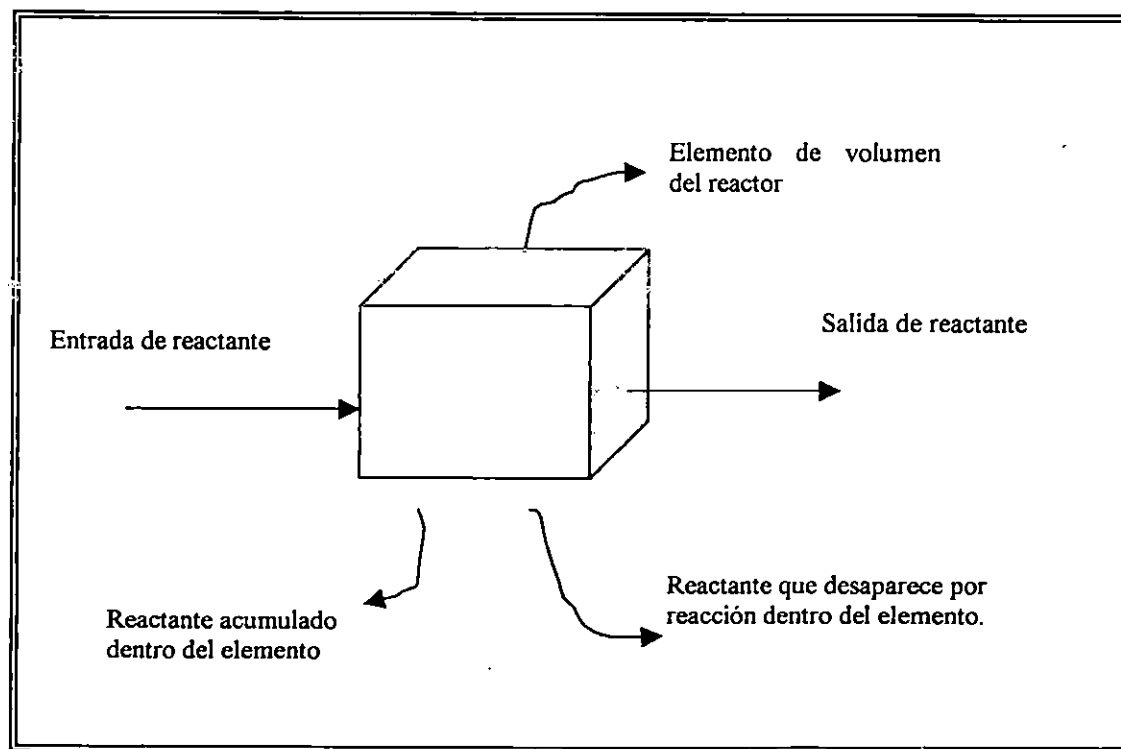 Elemento de volumen
del reactor
Salida de reactante
Entrada de reactante
Reactante acumulado
dentro del elemento
Reactante que desaparece por
reacción dentro del elemento.